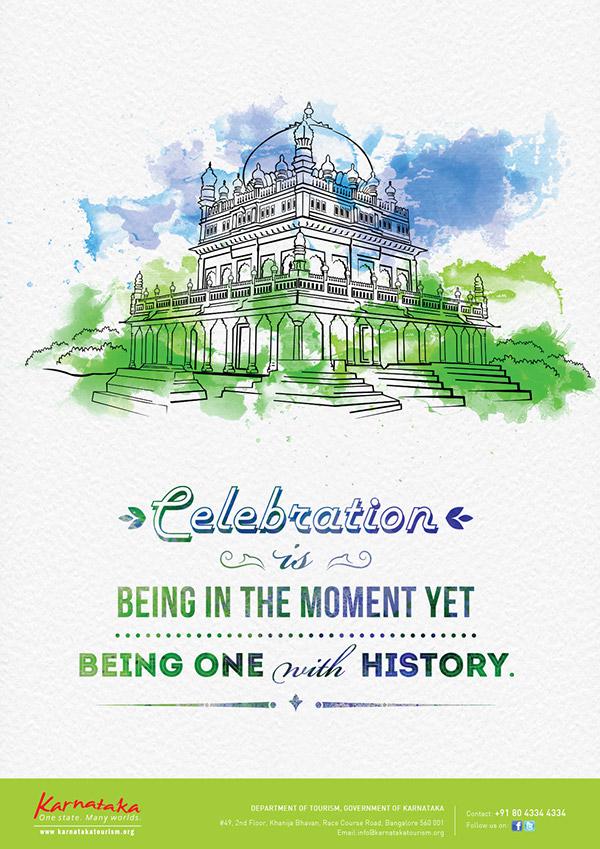 Celebration
is
BEING IN THE MOMENT YET
BEING ONE with HISTORY.
Karnataka
One state. Many worlds.
www.karnatakatourism.org
DEPARTMENT OF TOURISM, GOVERNMENT OF KARNATAKA
#49, 2nd Floor, Khanija Bhavan, Race Course Road, Bangalore 560 001
Email:info@karnatakatourism.org
Contact: +91 80 4334 4334
Follow us on: